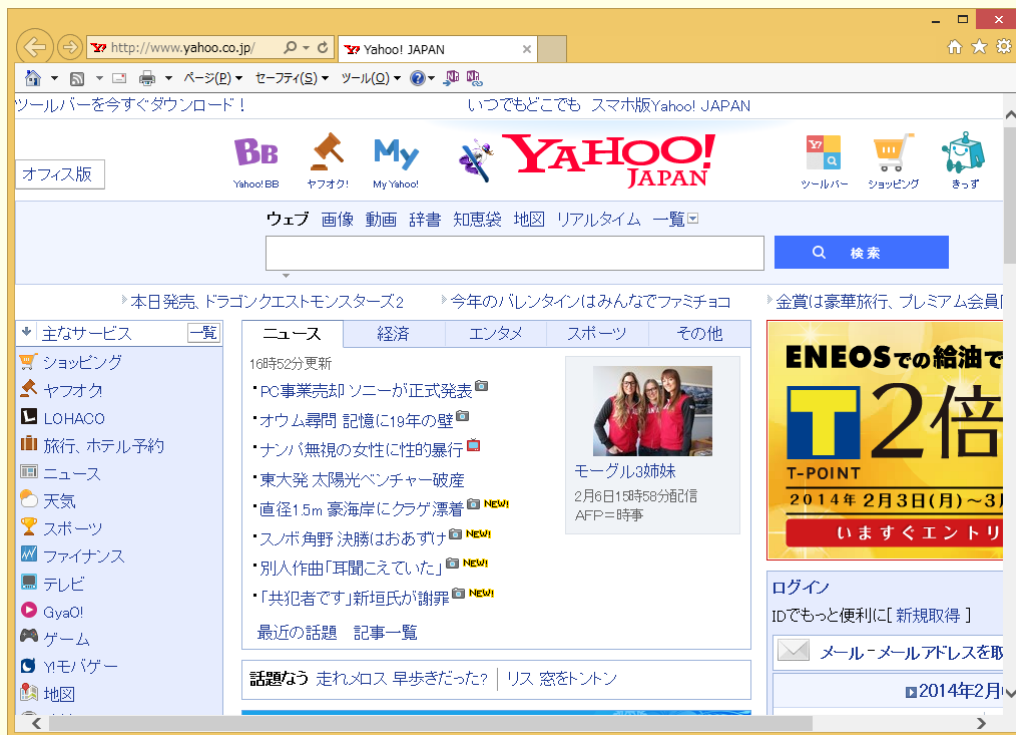 http://www.yahoo.co.jp/
Yahoo! JAPAN
ページ(P) セーフティ(S) ツール(O)
ツールバーを今すぐダウンロード！ いつでもどこでも スマホ版Yahoo! JAPAN
オフィス版
BB Yahoo! BB
ヤフオク!
My My Yahoo!
YAHOO! JAPAN
ツールバー
ショッピング
きっず
ウェブ 画像 動画 辞書 知恵袋 地図 リアルタイム 一覧
検索
本日発売、ドラゴンクエストモンスターズ2 今年のバレンタインはみんなでファミチョコ 金賞は豪華旅行、プレミアム会員
主なサービス 一覧
ショッピング
ヤフオク!
LOHACO
旅行、ホテル予約
ニュース
天気
スポーツ
ファイナンス
テレビ
GyaO!
ゲーム
Y!モバゲー
地図
ニュース 経済 エンタメ スポーツ その他
16時52分更新
・PC事業売却 ソニーが正式発表
・オウム尋問 記憶に19年の壁
・ナンパ無視の女性に性的暴行
・東大発 太陽光ベンチャー破産
・直径1.5m 豪海岸にクラゲ漂着 NEW!
・スノボ角野 決勝はおあずけ NEW!
・別人作曲「耳聞こえていた」 NEW!
・「共犯者です」新垣氏が謝罪 NEW!
最近の話題 記事一覧
モーグル3姉妹
2月6日15時58分配信
AFP＝時事
話題なう 走れメロス 早歩きだった? リス 窓をトントン
ENEOSでの給油で
T 2倍
T-POINT
2014年2月3日(月)～3
いますぐエントリ
ログイン
IDでもっと便利に[ 新規取得 ]
メール - メールアドレスを取
2014年2月